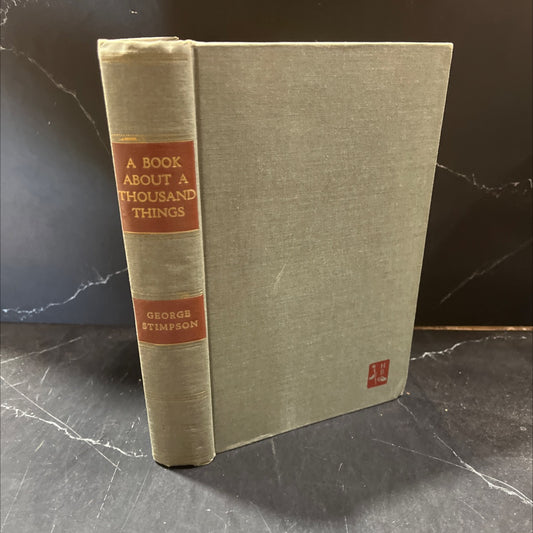 A BOOK
ABOUT A
THOUSAND
THINGS
GEORGE
STIMPSON
H
B